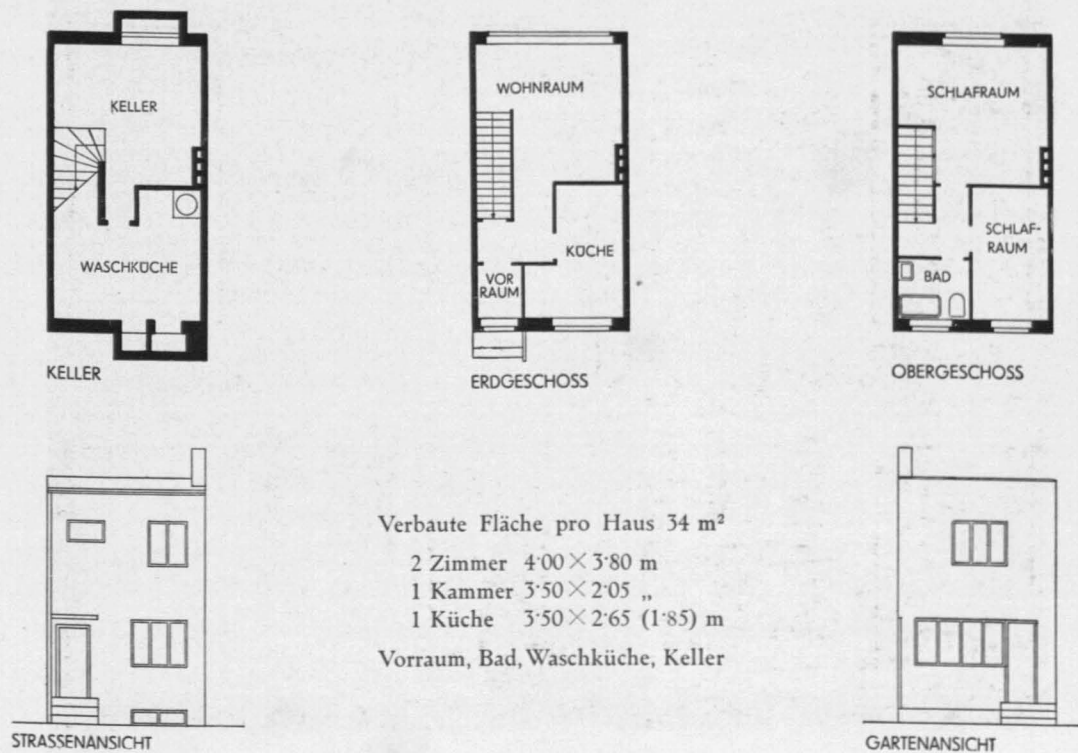 KELLER
WASCHKÜCHE
KELLER
WOHNRAUM
KÜCHE
VOR
RAUM
ERDGESCHOSS
SCHLAFRAUM
SCHLAF-
RAUM
BAD
OBERGESCHOSS
Verbaute Fläche pro Haus 34 m²
2 Zimmer 4·00 × 3·80 m
1 Kammer 3·50 × 2·05 „
1 Küche 3·50 × 2·65 (1·85) m
Vorraum, Bad, Waschküche, Keller
STRASSENANSICHT
GARTENANSICHT